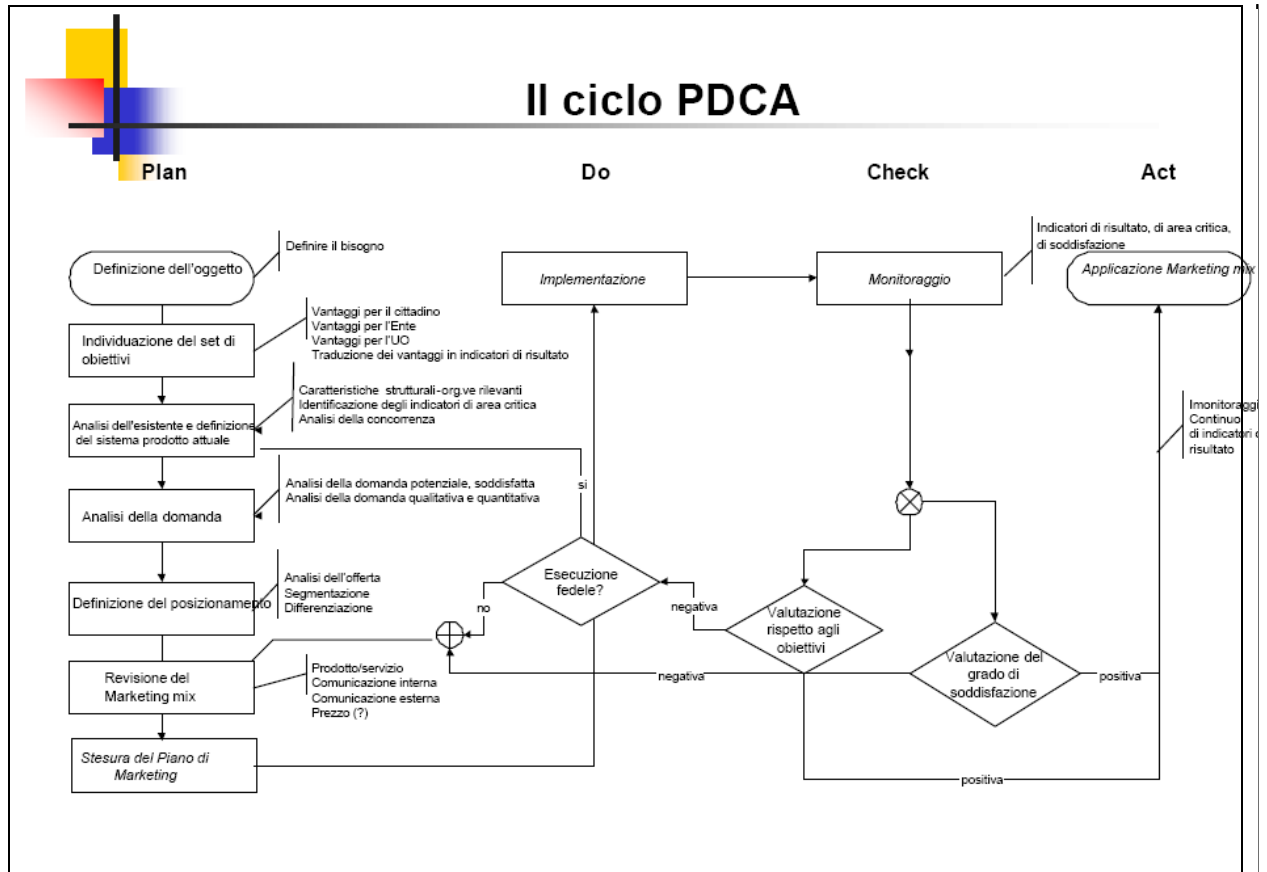 Il ciclo PDCA
Plan
Do
Check
Act
Definizione dell'oggetto
Definire il bisogno
Individuazione del set di
obiettivi
Vantaggi per il cittadino
Vantaggi per l'Ente
Vantaggi per l'UO
Traduzione dei vantaggi in indicatori di risultato
Analisi dell'esistente e definizione
del sistema prodotto attuale
Caratteristiche strutturali-org.ve rilevanti
Identificazione degli indicatori di area critica
Analisi della concorrenza
Analisi della domanda
Analisi della domanda potenziale, soddisfatta
Analisi della domanda qualitativa e quantitativa
Definizione del posizionamento
Analisi dell'offerta
Segmentazione
Differenziazione
Revisione del
Marketing mix
Prodotto/servizio
Comunicazione interna
Comunicazione esterna
Prezzo (?)
Stesura del Piano di
Marketing
Implementazione
si
Esecuzione
fedele?
no
negativa
Monitoraggio
Indicatori di risultato, di area critica,
di soddisfazione
Valutazione
rispetto agli
obiettivi
negativa
Valutazione del
grado di
soddisfazione
positiva
positiva
Applicazione Marketing mix
Imonitoraggi
Continuo
di indicatori
risultato